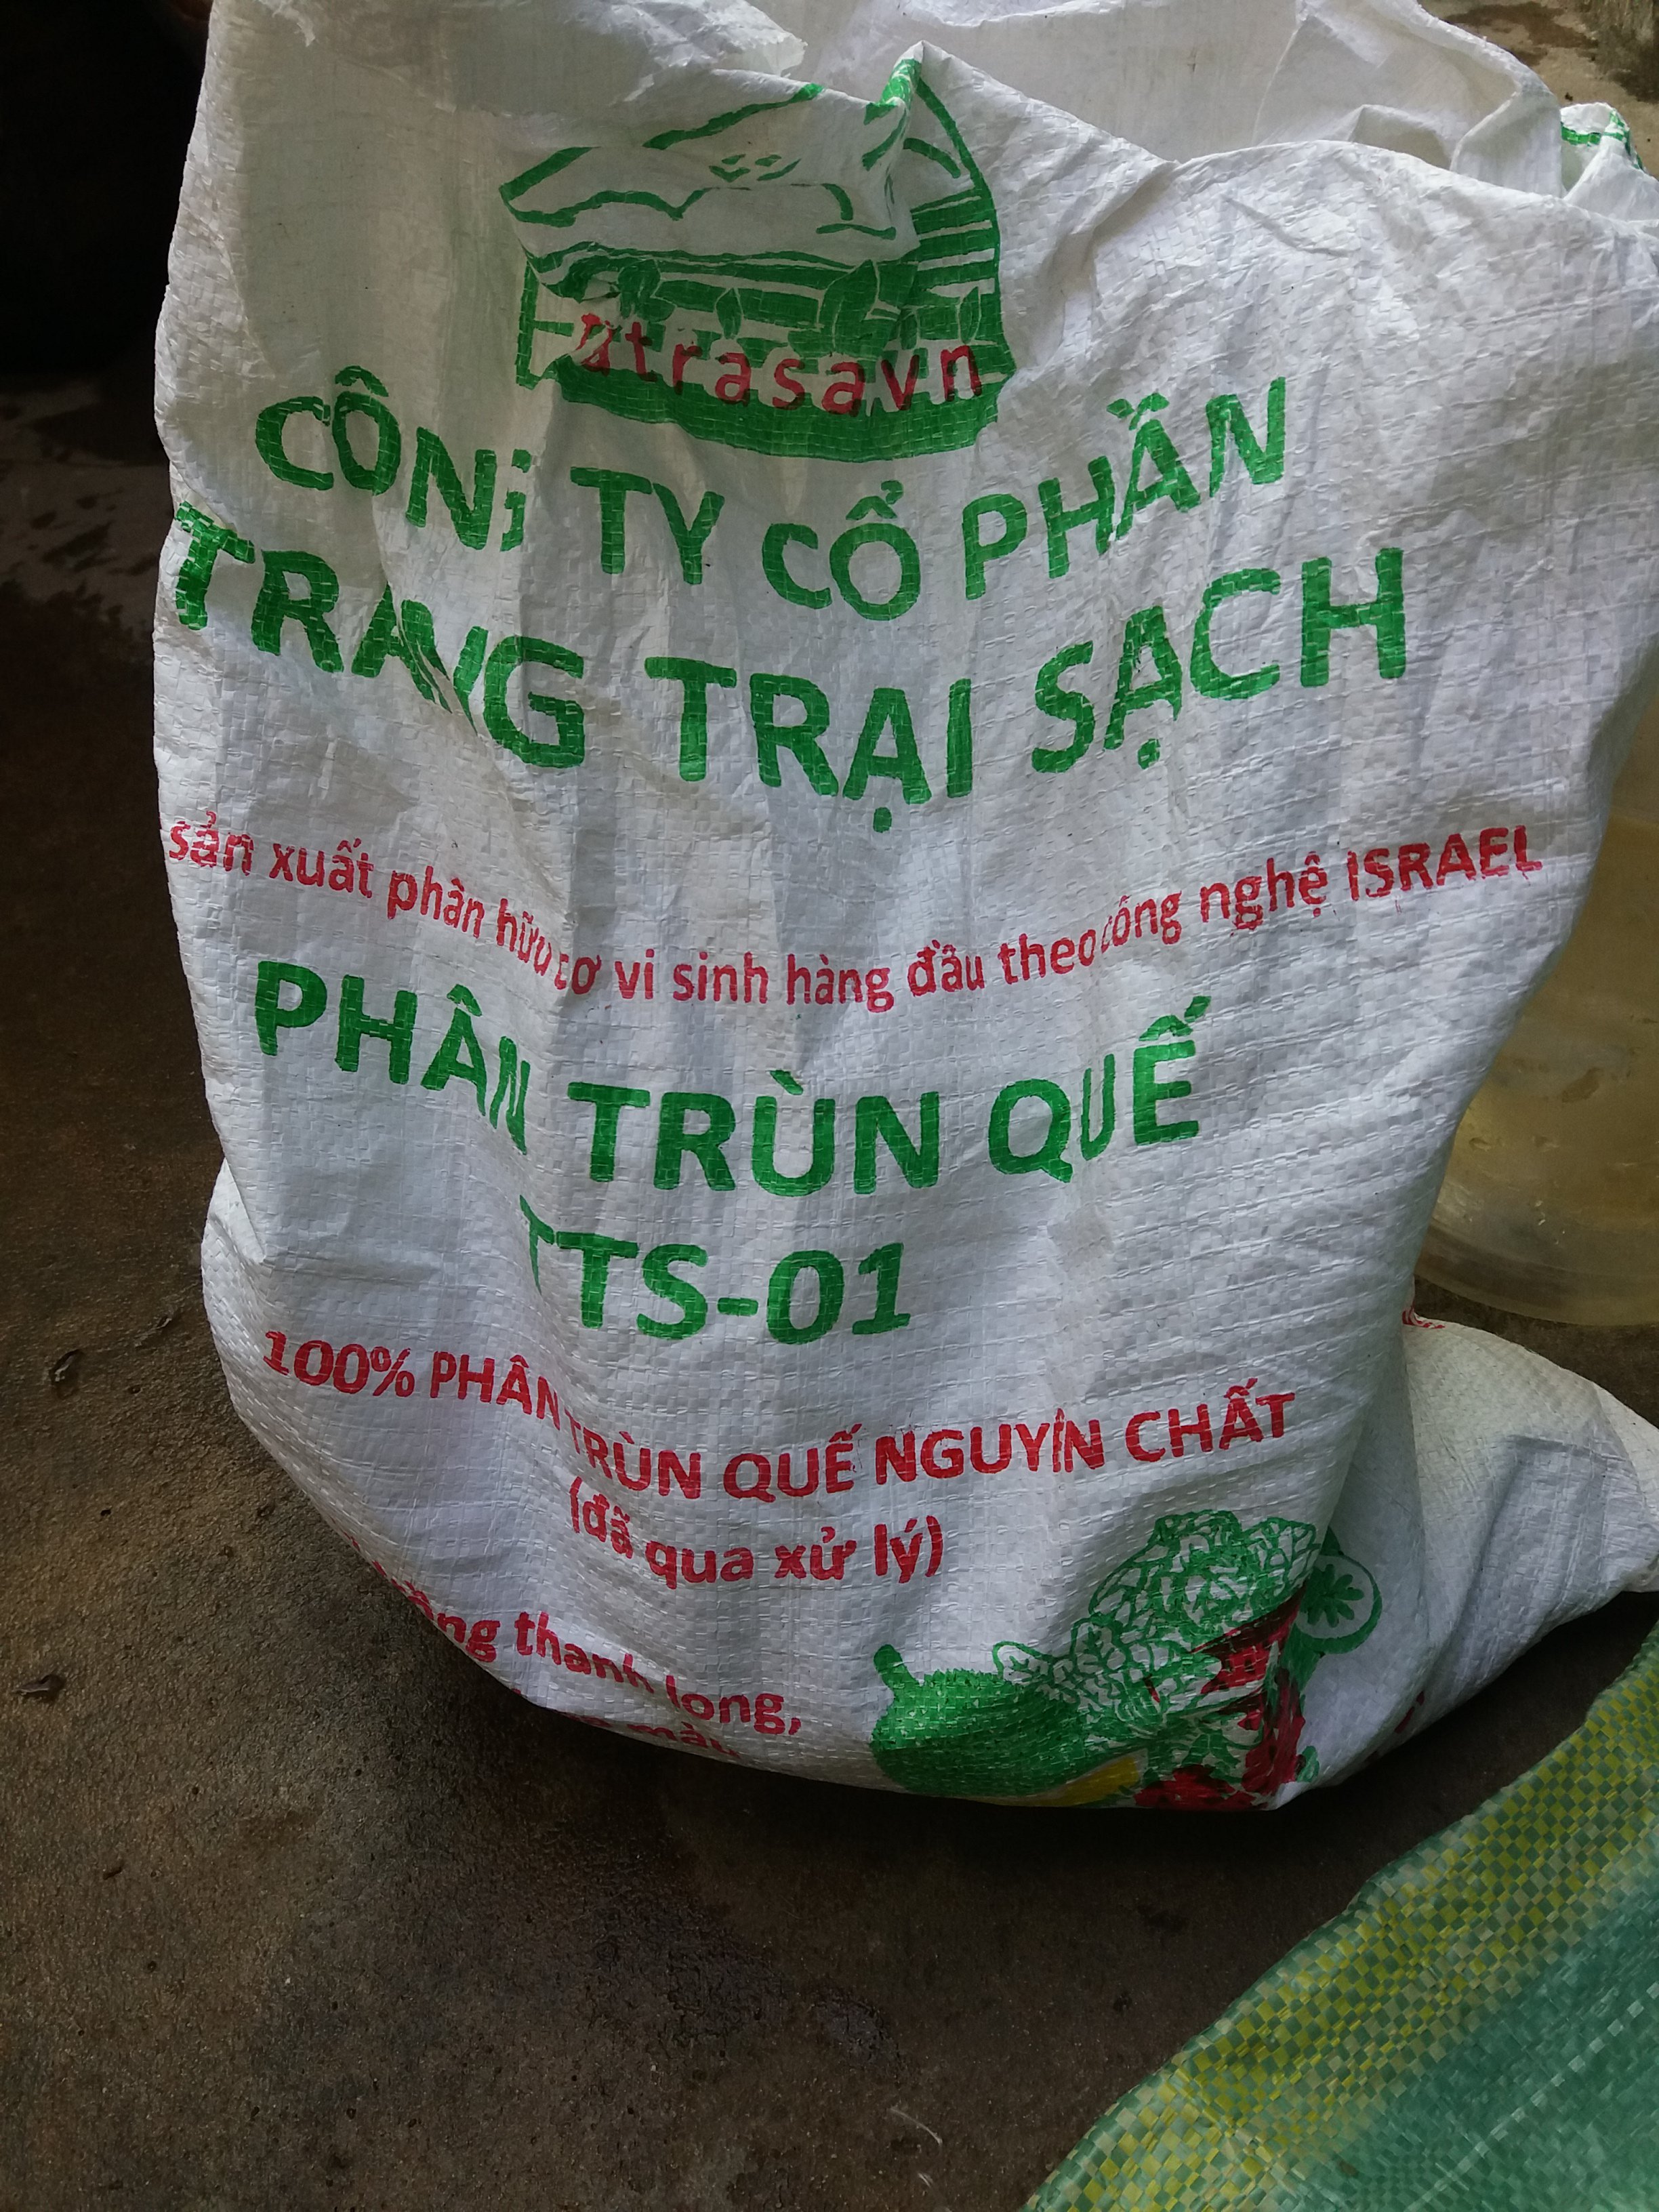 atrasavn
CÔNG TY CỔ PHẦN
TRANG TRẠI SẠCH
sản xuất phân hữu cơ vi sinh hàng đầu theo công nghệ ISRAEL
PHÂN TRÙN QUẾ
TTS-01
100% PHÂN TRÙN QUẾ NGUYÊN CHẤT
(đã qua xử lý)
thanh long,
màu